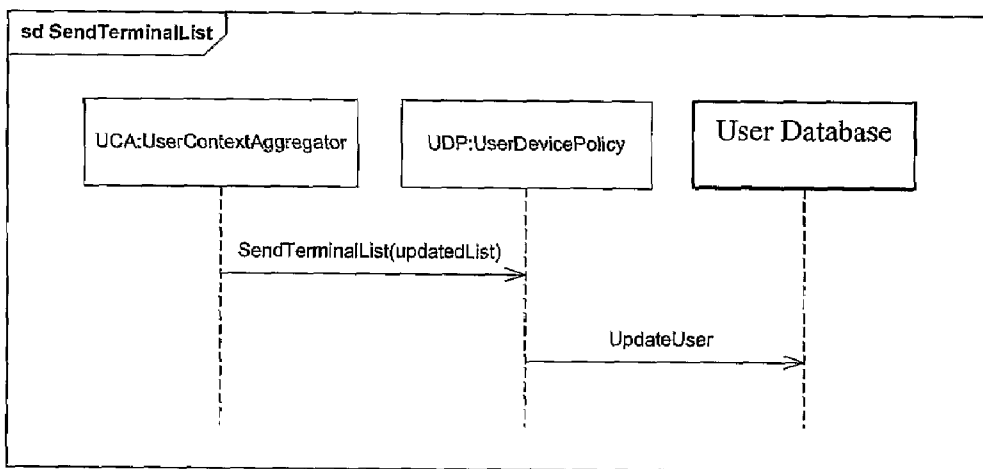 sd SendTerminalList
UCA:UserContextAggregator
UDP:UserDevicePolicy
User Database
SendTerminalList(updatedList)
UpdateUser